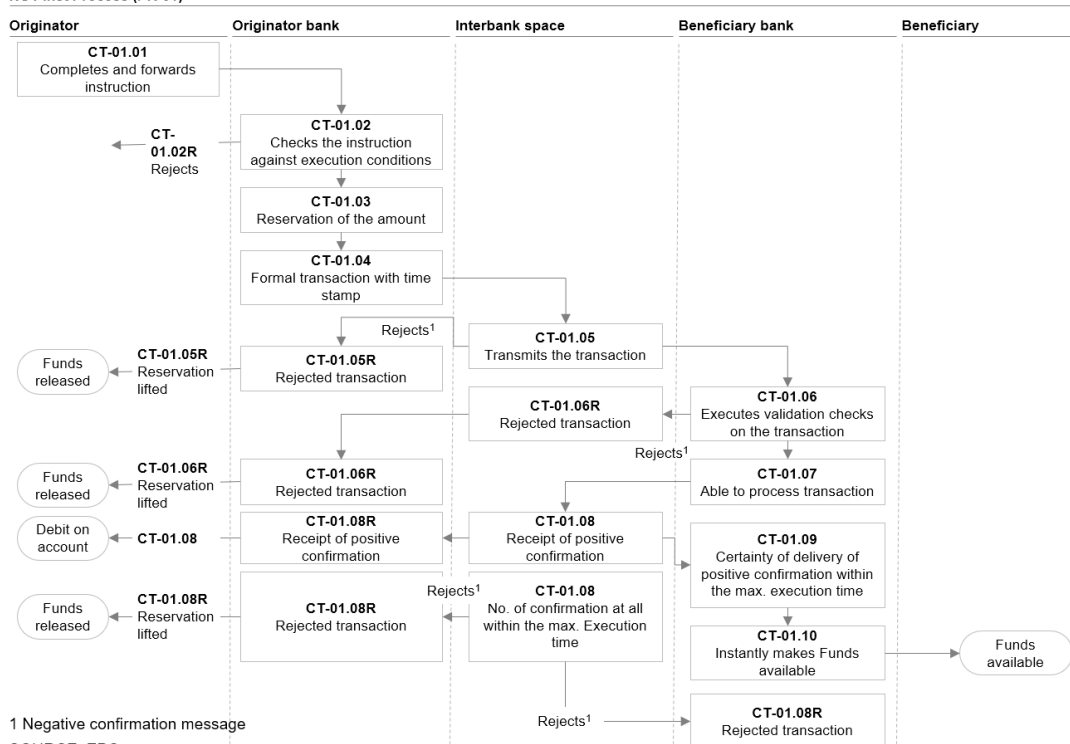 Originator
Originator bank
Interbank space
Beneficiary bank
Beneficiary
CT-01.01
Completes and forwards
instruction
CT-01.02
Checks the instruction
against execution conditions
CT-
01.02R
Rejects
CT-01.03
Reservation of the amount
CT-01.04
Formal transaction with time
stamp
Rejects1
CT-01.05
Transmits the transaction
CT-01.05R
Rejected transaction
CT-01.05R
Reservation
lifted
Funds
released
CT-01.06
Executes validation checks
on the transaction
CT-01.06R
Rejected transaction
Rejects1
CT-01.07
Able to process transaction
CT-01.06R
Rejected transaction
CT-01.06R
Reservation
lifted
Funds
released
Debit on
account
CT-01.08
CT-01.08R
Receipt of positive
confirmation
CT-01.08
Receipt of positive
confirmation
CT-01.09
Certainty of delivery of
positive confirmation within
the max. execution time
Funds
released
CT-01.08R
Reservation
lifted
CT-01.08R
Rejected transaction
Rejects1
CT-01.08
No. of confirmation at all
within the max. Execution
time
CT-01.10
Instantly makes Funds
available
Funds
available
Rejects1
CT-01.08R
Rejected transaction
1 Negative confirmation message